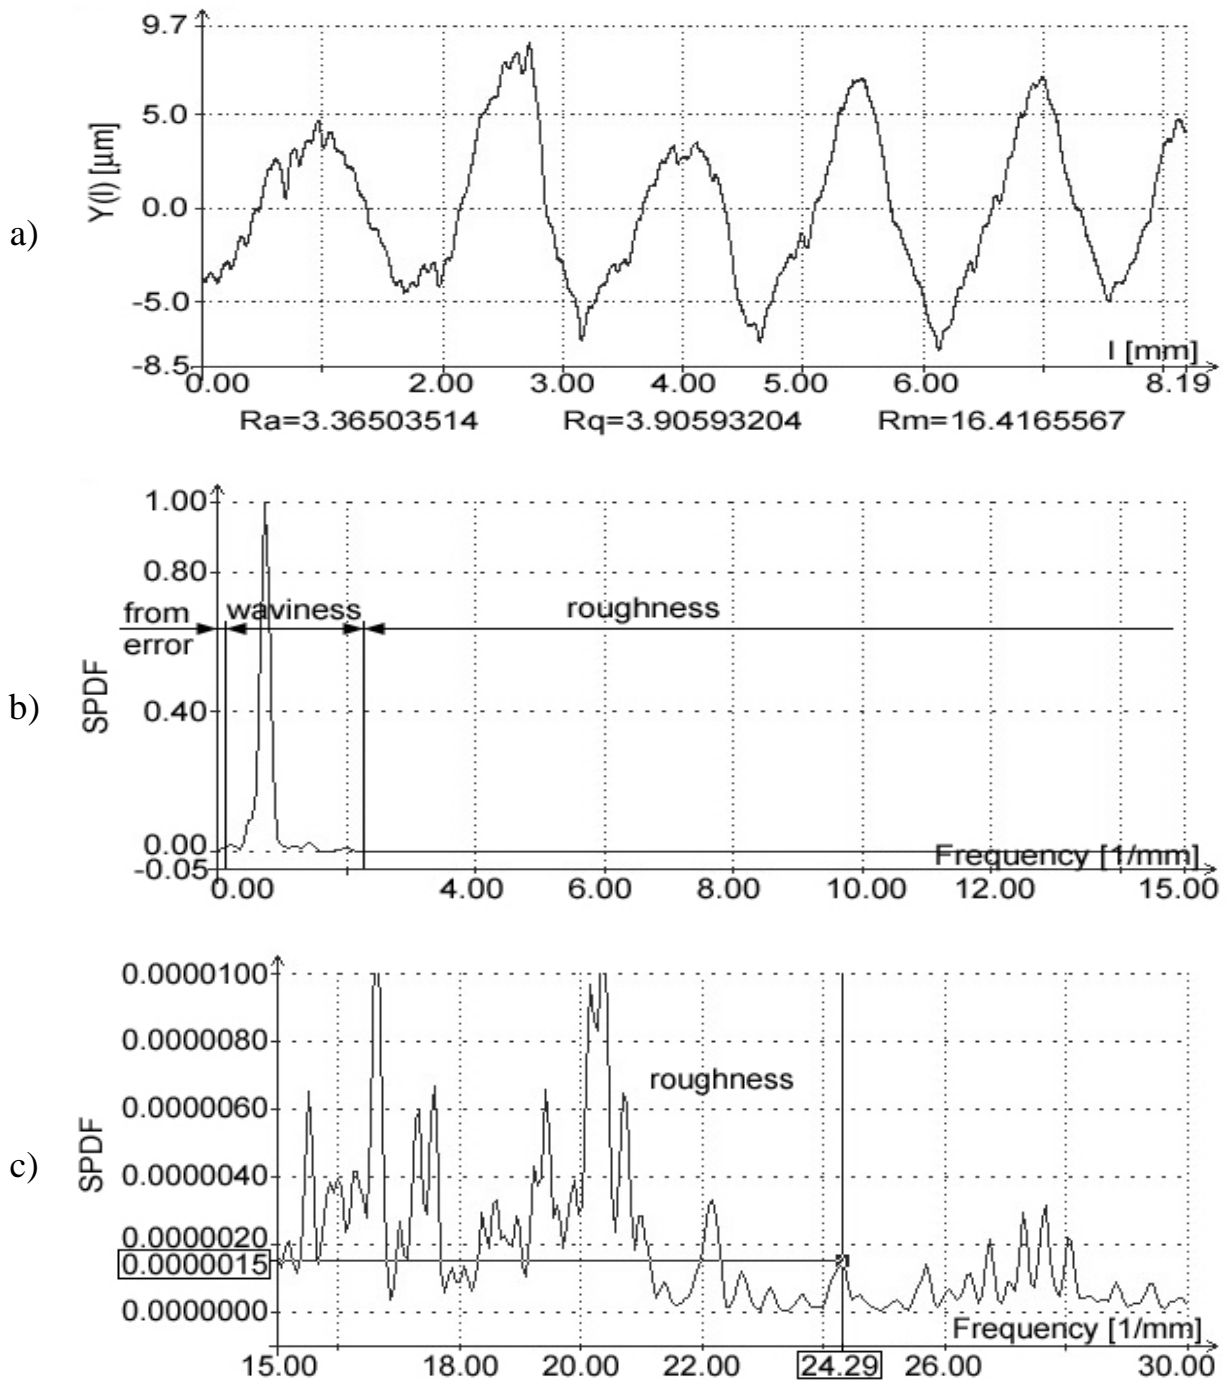 a)
Y(l) [µm]
9.7
5.0
0.0
-5.0
-8.5
l [mm]
0.00 2.00 3.00 4.00 5.00 6.00 8.19
Ra=3.36503514 Rq=3.90593204 Rm=16.4165567
b)
SPDF
1.00
0.80
from waviness roughness
error
0.40
0.00
-0.05
Frequency [1/mm]
0.00 4.00 6.00 8.00 10.00 12.00 15.00
c)
SPDF
0.0000100
0.0000080
roughness
0.0000060
0.0000040
0.0000020
0.0000015
0.0000000
Frequency [1/mm]
15.00 18.00 20.00 22.00 24.29 26.00 30.00